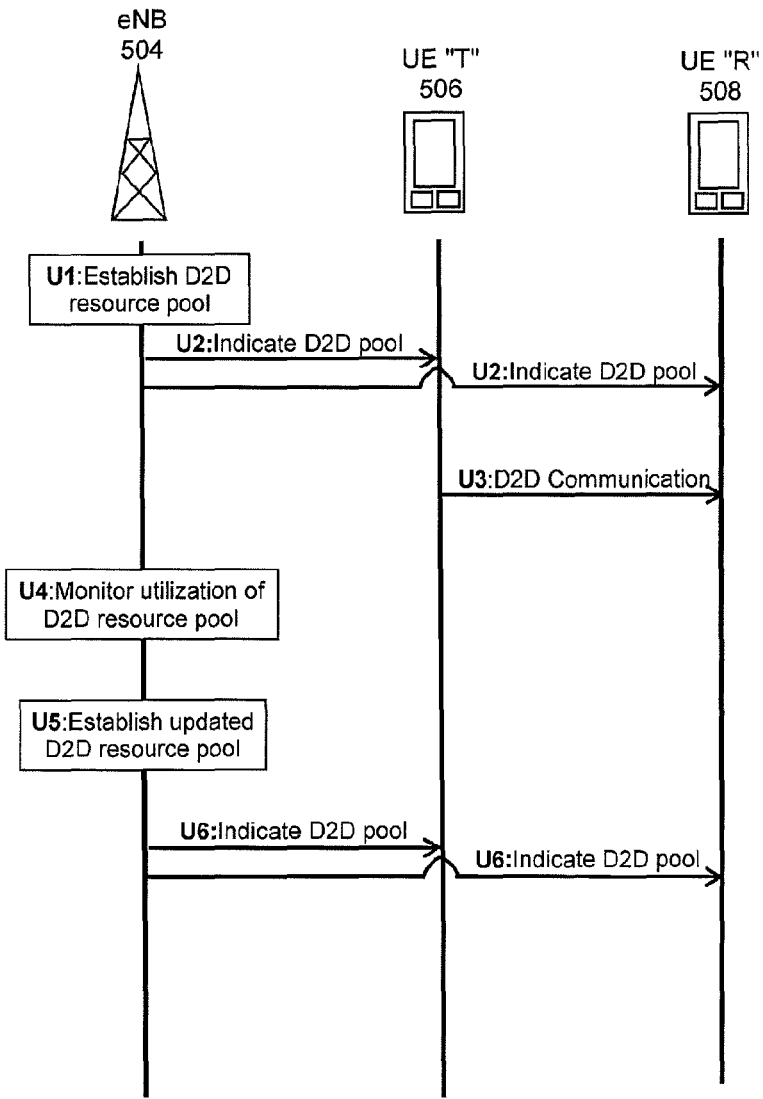 eNB
504
UE "T"
506
UE "R"
508
U1:Establish D2D
resource pool
U2:Indicate D2D pool
U2:Indicate D2D pool
U3:D2D Communication
U4:Monitor utilization of
D2D resource pool
U5:Establish updated
D2D resource pool
U6:Indicate D2D pool
U6:Indicate D2D pool